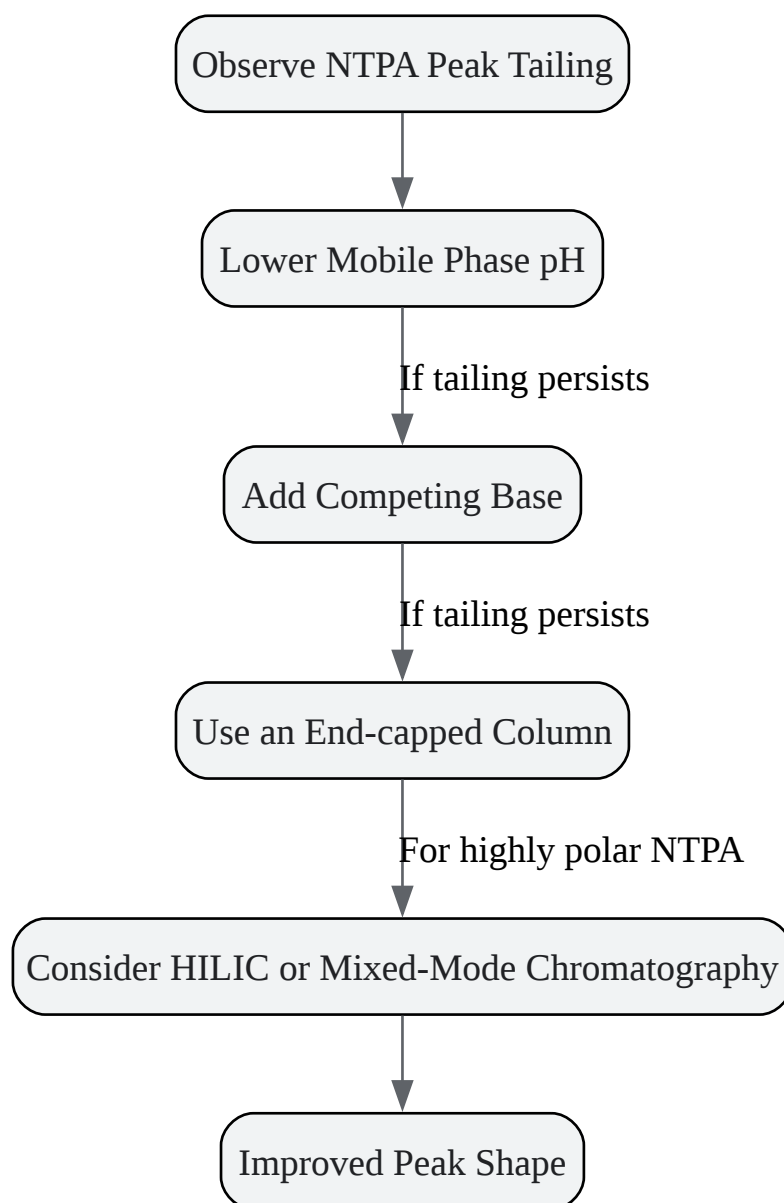 Observe NTPA Peak Tailing
Lower Mobile Phase pH
If tailing persists
Add Competing Base
If tailing persists
Use an End-capped Column
For highly polar NTPA
Consider HILIC or Mixed-Mode Chromatography
Improved Peak Shape